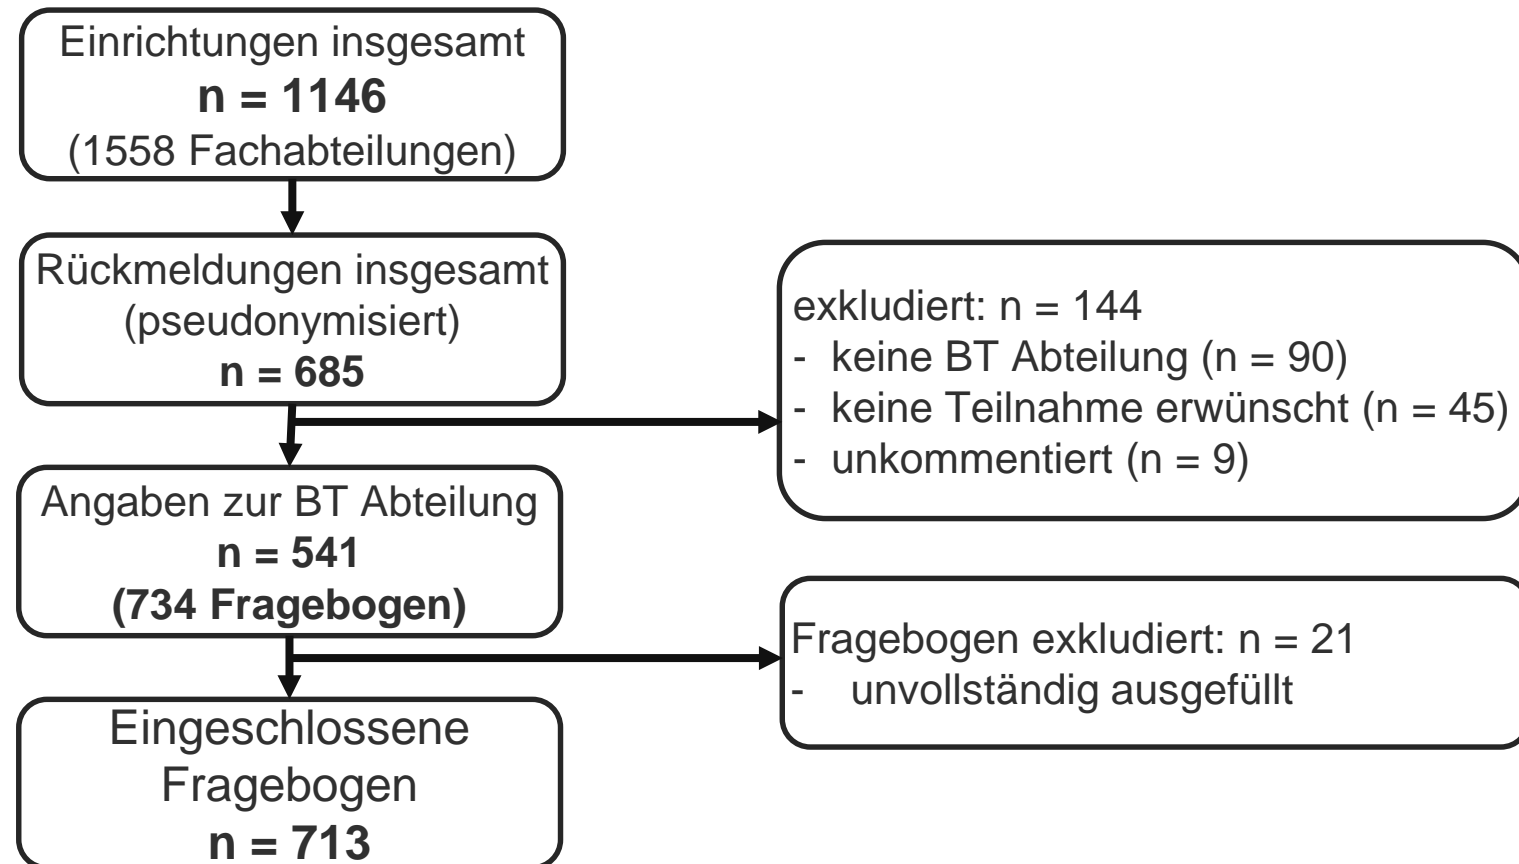 Einrichtungen insgesamt
n = 1146
(1558 Fachabteilungen)
Rückmeldungen insgesamt
(pseudonymisiert)
n = 685
exkludiert: n = 144
- keine BT Abteilung (n = 90)
- keine Teilnahme erwünscht (n = 45)
- unkommentiert (n = 9)
Angaben zur BT Abteilung
n = 541
(734 Fragebogen)
Fragebogen exkludiert: n = 21
- unvollständig ausgefüllt
Eingeschlossene
Fragebogen
n = 713